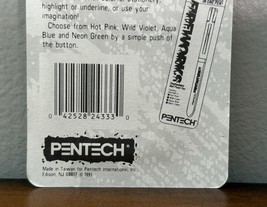 highlight or underline, or use your
imagination!
Choose from Hot Pink, Wild Violet, Aqua
Blue and Neon Green by a simple push of
the button.
0 42528 24333 0
PENTECH®
Made in Taiwan for Pentech International, Inc.
Edison, NJ 08817 © 1991